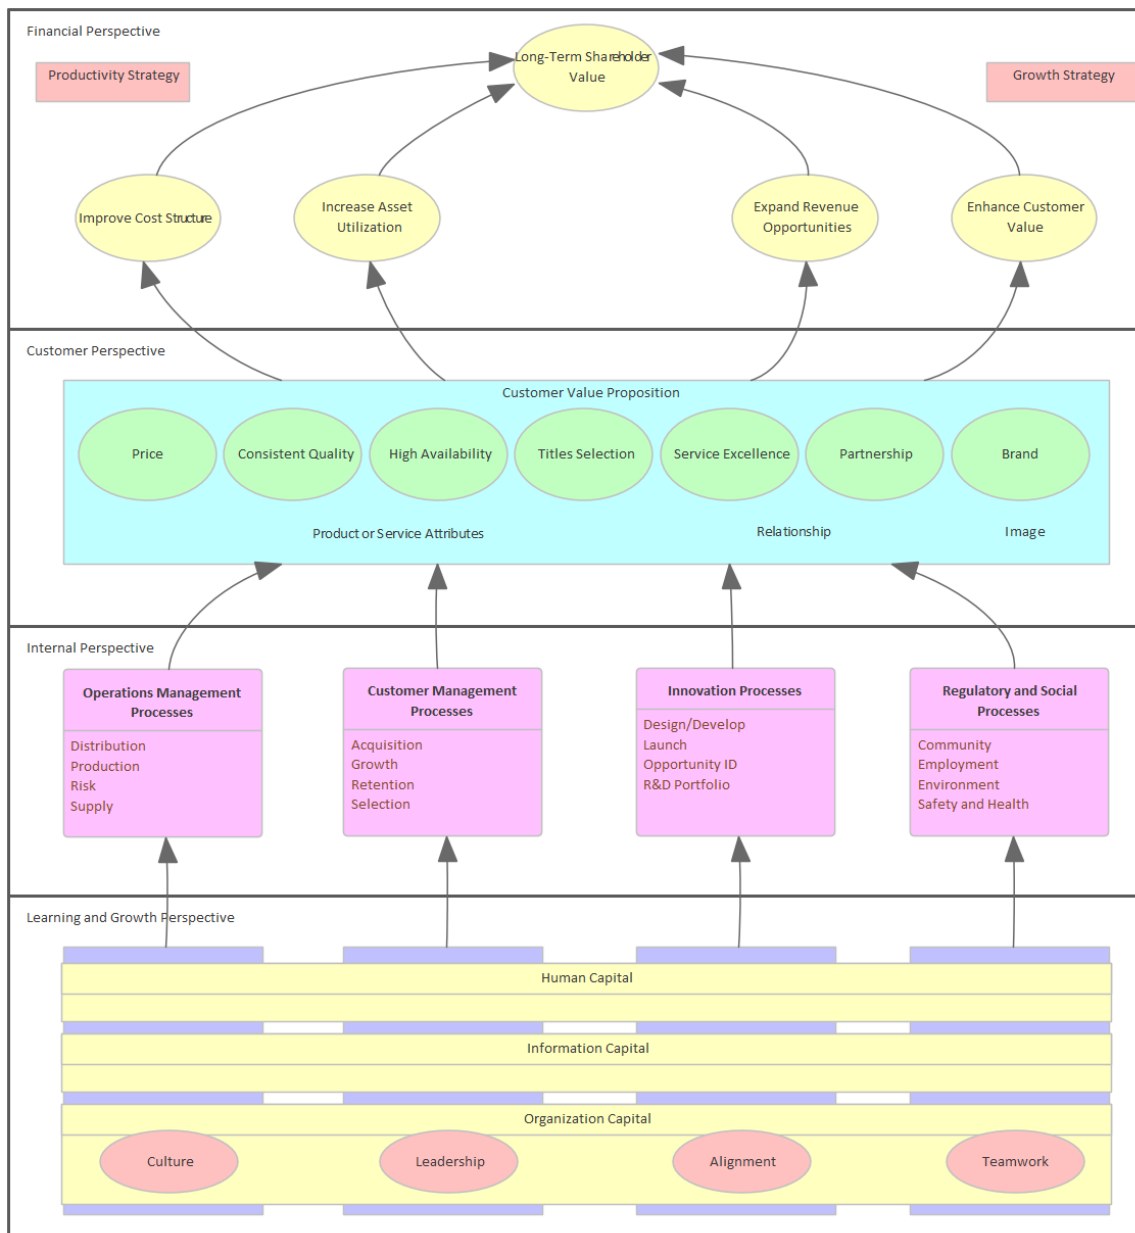 Financial Perspective
Productivity Strategy
Long-Term Shareholder
Value
Growth Strategy
Improve Cost Structure
Increase Asset
Utilization
Expand Revenue
Opportunities
Enhance Customer
Value
Customer Perspective
Customer Value Proposition
Price
Consistent Quality
High Availability
Titles Selection
Service Excellence
Partnership
Brand
Product or Service Attributes
Relationship
Image
Internal Perspective
Operations Management
Processes
Distribution
Production
Risk
Supply
Customer Management
Processes
Acquisition
Growth
Retention
Selection
Innovation Processes
Design/Develop
Launch
Opportunity ID
R&D Portfolio
Regulatory and Social
Processes
Community
Employment
Environment
Safety and Health
Learning and Growth Perspective
Human Capital
Information Capital
Organization Capital
Culture
Leadership
Alignment
Teamwork